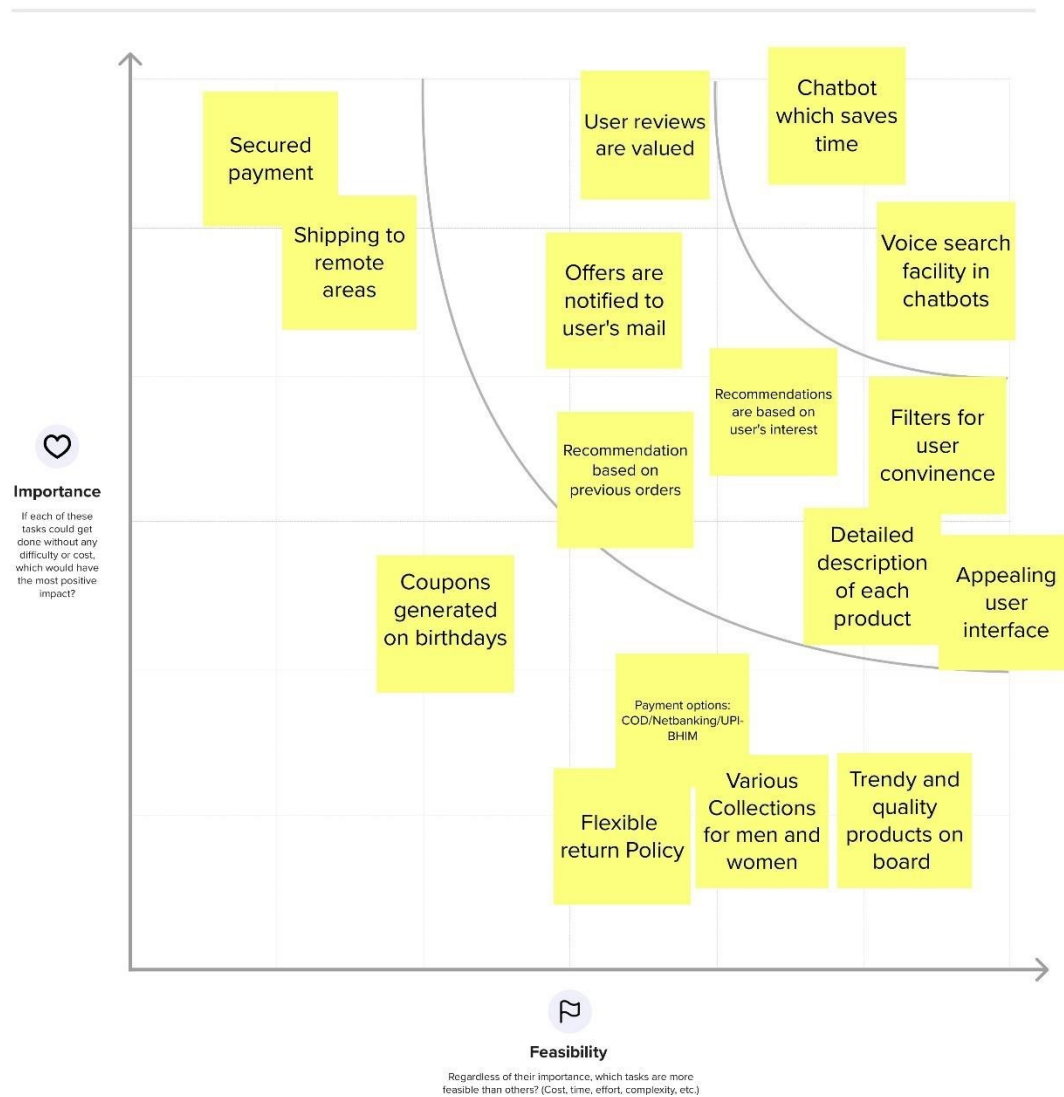 Chatbot
which saves
time
User reviews
are valued
Secured
payment
Shipping to
remote
areas
Voice search
facility in
chatbots
Offers are
notified to
user's mail
Recommendations
are based on
user's interest
Filters for
user
convinence
Recommendation
based on
previous orders
Importance
If each of these
tasks could get
done without any
difficulty or cost,
which would have
the most positive
impact?
Detailed
description
of each
product
Appealing
user
interface
Coupons
generated
on birthdays
Payment options:
COD/Netbanking/UPI-
BHIM
Flexible
return Policy
Various
Collections
for men and
women
Trendy and
quality
products on
board
Feasibility
Regardless of their importance, which tasks are more
feasible than others? (Cost, time, effort, complexity, etc.)